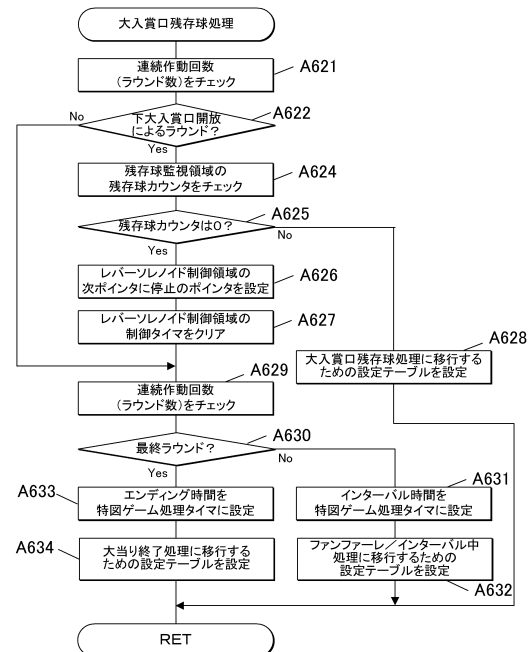 大入賞口残存球処理
連続作動回数
(ラウンド数)をチェック
A621
A622
No
下大入賞口開放
によるラウンド?
Yes
残存球監視領域の
残存球カウンタをチェック
A624
A625
残存球カウンタは0?
No
Yes
レバーソレノイド制御領域の
次ポインタに停止のポインタを設定
A626
レバーソレノイド制御領域の
制御タイマをクリア
A627
A628
大入賞口残存球処理に移行する
ための設定テーブルを設定
A629
連続作動回数
(ラウンド数)をチェック
A630
最終ラウンド?
No
Yes
A631
A633
エンディング時間を
特図ゲーム処理タイマに設定
インターバル時間を
特図ゲーム処理タイマに設定
A634
大当り終了処理に移行する
ための設定テーブルを設定
ファンファーレ/インターバル中
処理に移行するための
設定テーブルを設定
A632
RET